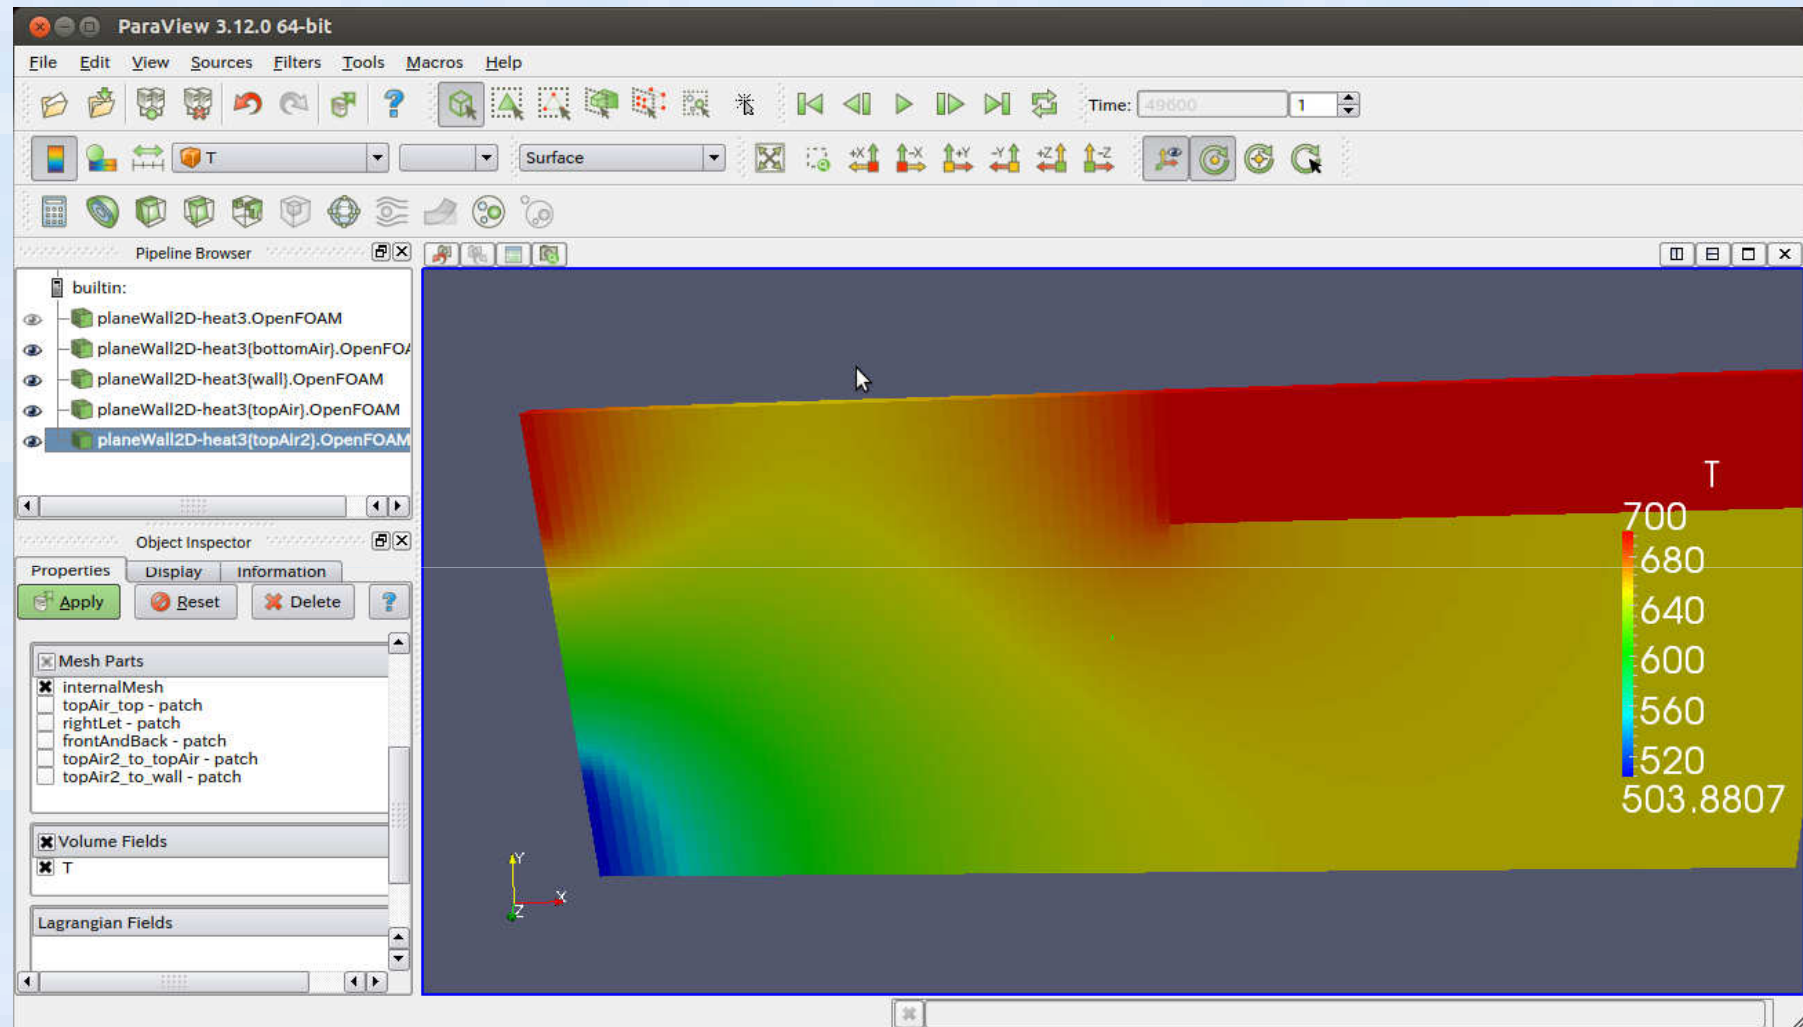 ParaView 3.12.0 64-bit
File Edit View Sources Filters Tools Macros Help
Time: 49600 1
T Surface
+X -X +Y -Y +Z -Z
Pipeline Browser
builtin:
planeWall2D-heat3.OpenFOAM
planeWall2D-heat3{bottomAir}.OpenFOA
planeWall2D-heat3{wall}.OpenFOAM
planeWall2D-heat3{topAir}.OpenFOAM
planeWall2D-heat3{topAir2}.OpenFOAM
Object Inspector
Properties Display Information
Apply Reset Delete ?
Mesh Parts
internalMesh
topAir_top - patch
rightLet - patch
frontAndBack - patch
topAir2_to_topAir - patch
topAir2_to_wall - patch
Volume Fields
T
Lagrangian Fields
T
700
680
640
600
560
520
503.8807
Y
X
Z